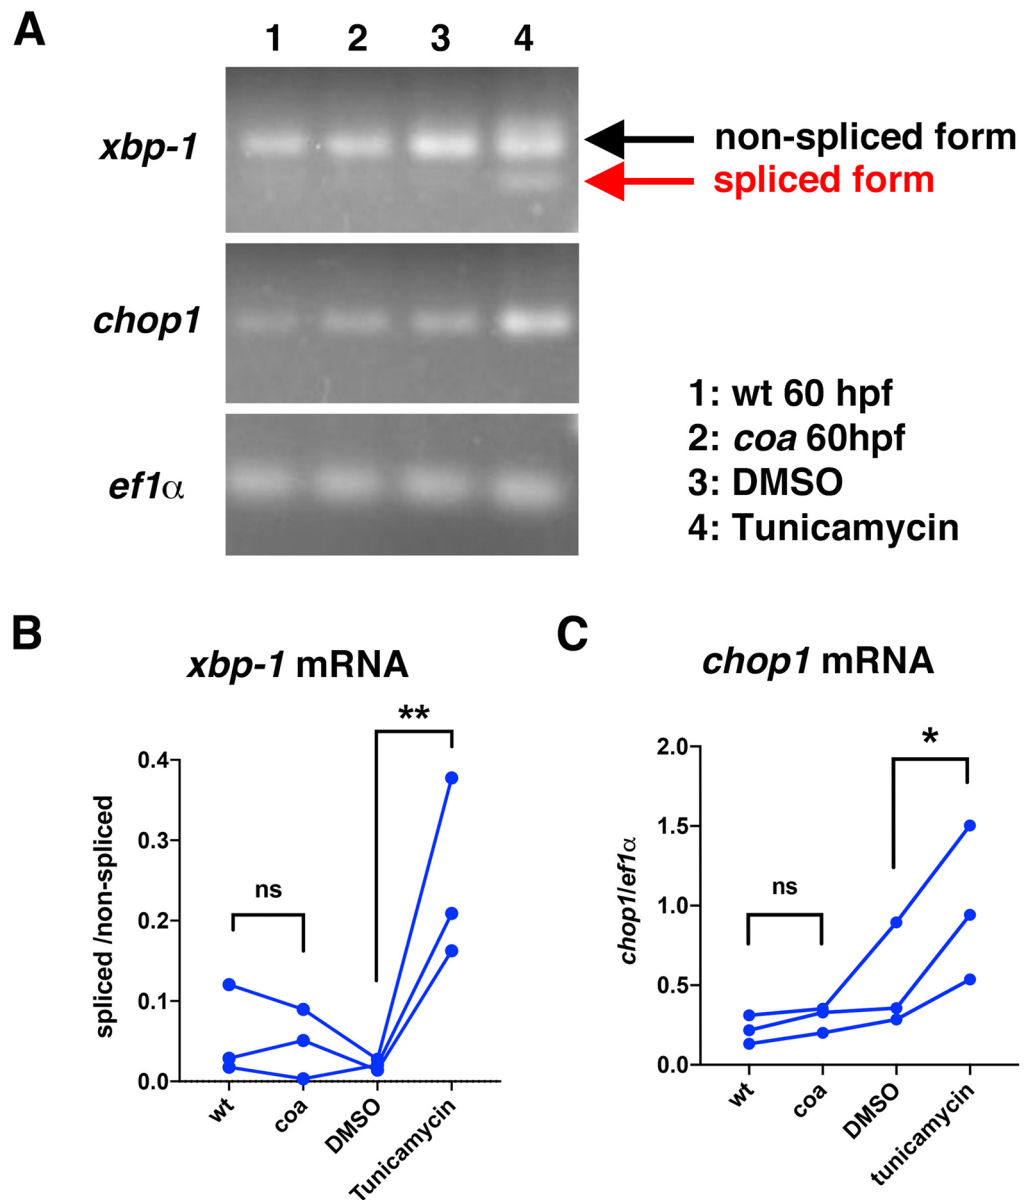 A
1 2 3 4
xbp-1
non-spliced form
spliced form
chop1
1: wt 60 hpf
2: coa 60hpf
ef1α
3: DMSO
4: Tunicamycin
B
xbp-1 mRNA
**
spliced /non-spliced
0.4
0.3
0.2
0.1
0.0
ns
wt
coa
DMSO
Tunicamycin
C
chop1 mRNA
*
chop1/ef1α
2.0
1.5
1.0
0.5
0.0
ns
wt
coa
DMSO
tunicamycin